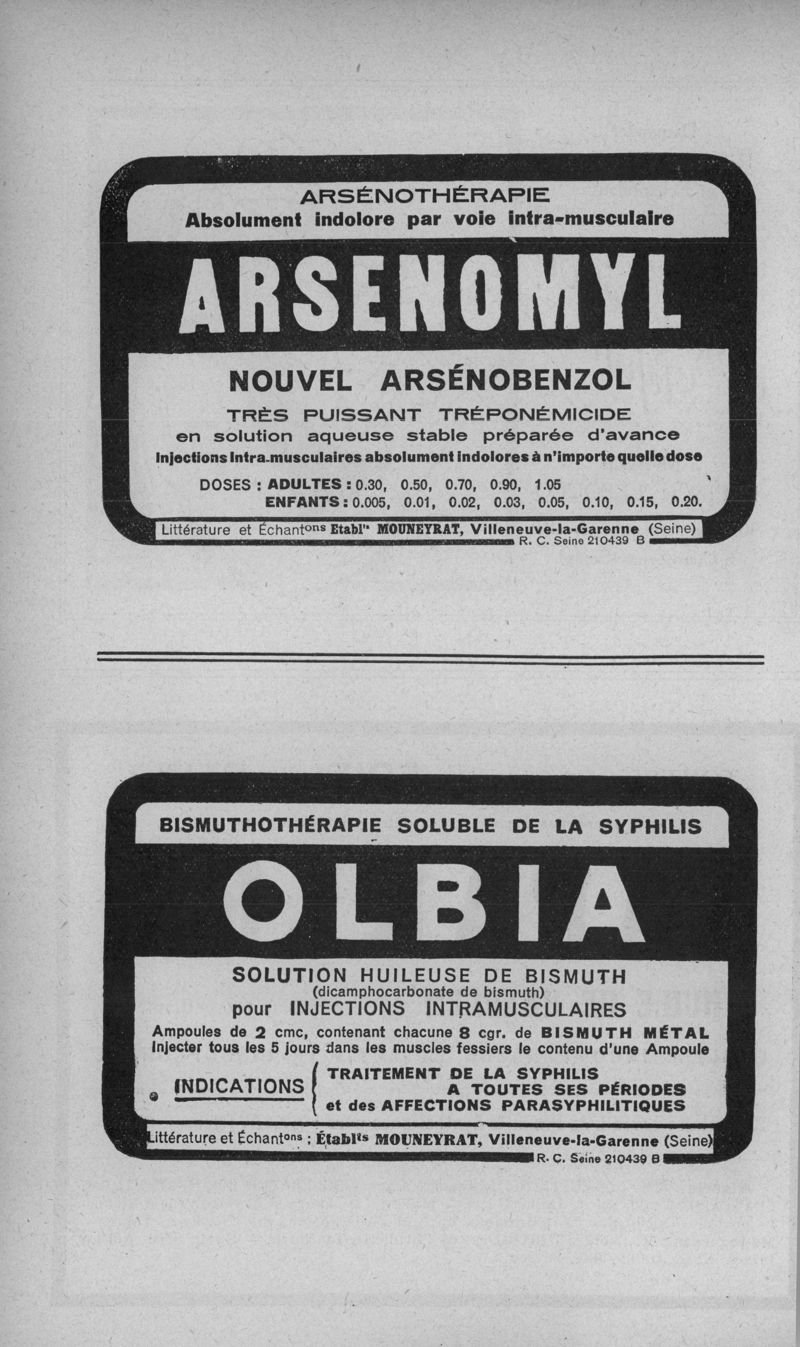 ARSÉNOTHÉRAPIE
Absolument indolore par voie intra-musculaire
ARSENOMYL
NOUVEL ARSÉNOBENZOL
TRÈS PUISSANT TRÉPONÉMICIDE
en solution aqueuse stable préparée d'avance
Injections Intra-musculaires absolument indolores à n'importe quelle dose
DOSES : ADULTES : 0.30, 0.50, 0.70, 0.90, 1.05
ENFANTS : 0.005, 0.01, 0.02, 0.03, 0.05, 0.10, 0.15, 0.20.
Littérature et Échantons Etablts MOUNEYRAT, Villeneuve-la-Garenne (Seine)
R. C. Seine 210439 B
BISMUTHOTHÉRAPIE SOLUBLE DE LA SYPHILIS
OLBIA
SOLUTION HUILEUSE DE BISMUTH
(dicamphocarbonate de bismuth)
pour INJECTIONS INTRAMUSCULAIRES
Ampoules de 2 cmc, contenant chacune 8 cgr. de BISMUTH MÉTAL
Injecter tous les 5 jours dans les muscles fessiers le contenu d'une Ampoule
INDICATIONS
TRAITEMENT DE LA SYPHILIS
A TOUTES SES PÉRIODES
et des AFFECTIONS PARASYPHILITIQUES
Littérature et Échantons : Établts MOUNEYRAT, Villeneuve-la-Garenne (Seine)
R. C. Seine 210439 B